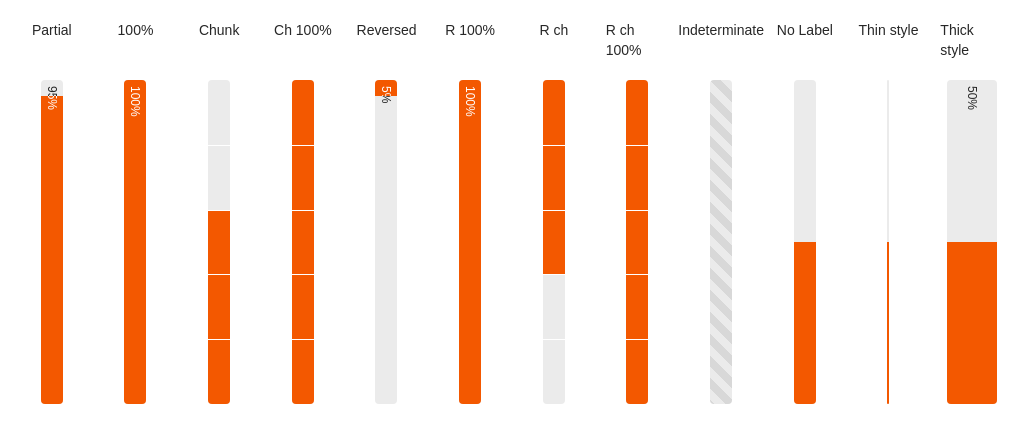 Partial
100%
Chunk
Ch 100%
Reversed
R 100%
R ch
R ch
100%
Indeterminate
No Label
Thin style
Thick
style
95%
100%
5%
100%
50%